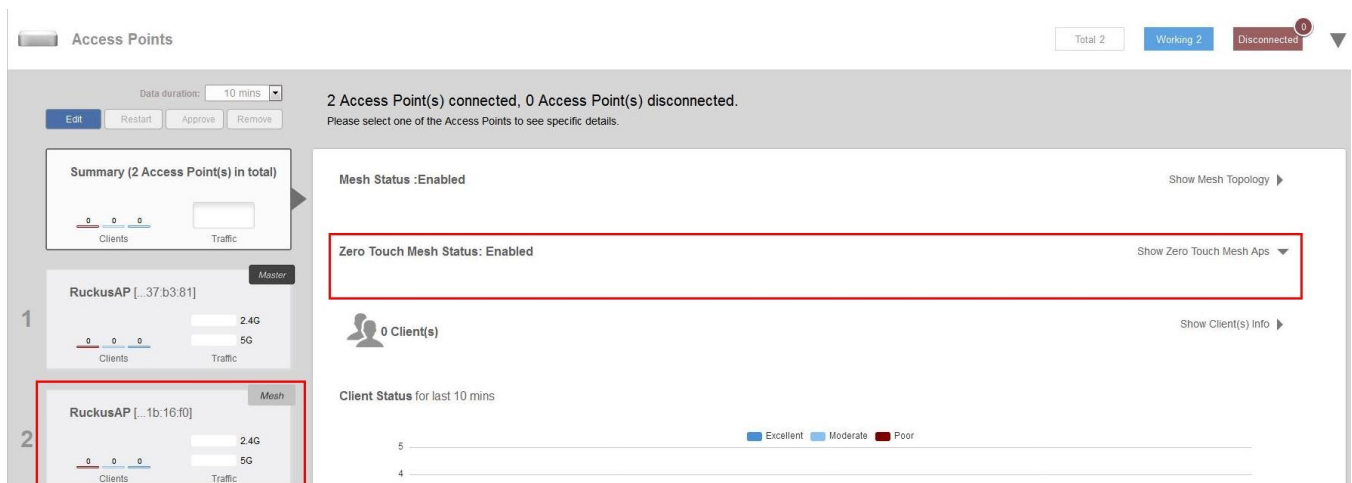 Access Points
Total 2
Working 2
Disconnected
0
Data duration: 10 mins
Edit Restart Approve Remove
2 Access Point(s) connected, 0 Access Point(s) disconnected.
Please select one of the Access Points to see specific details.
Summary (2 Access Point(s) in total)
0 0 0
Clients Traffic
Mesh Status :Enabled
Show Mesh Topology
Zero Touch Mesh Status: Enabled
Show Zero Touch Mesh Aps
1
Master
RuckusAP [...37:b3:81]
2.4G
0 0 0 5G
Clients Traffic
0 Client(s)
Show Client(s) Info
2
Mesh
RuckusAP [...1b:16:f0]
2.4G
0 0 0 5G
Clients Traffic
Client Status for last 10 mins
Excellent Moderate Poor
5
4